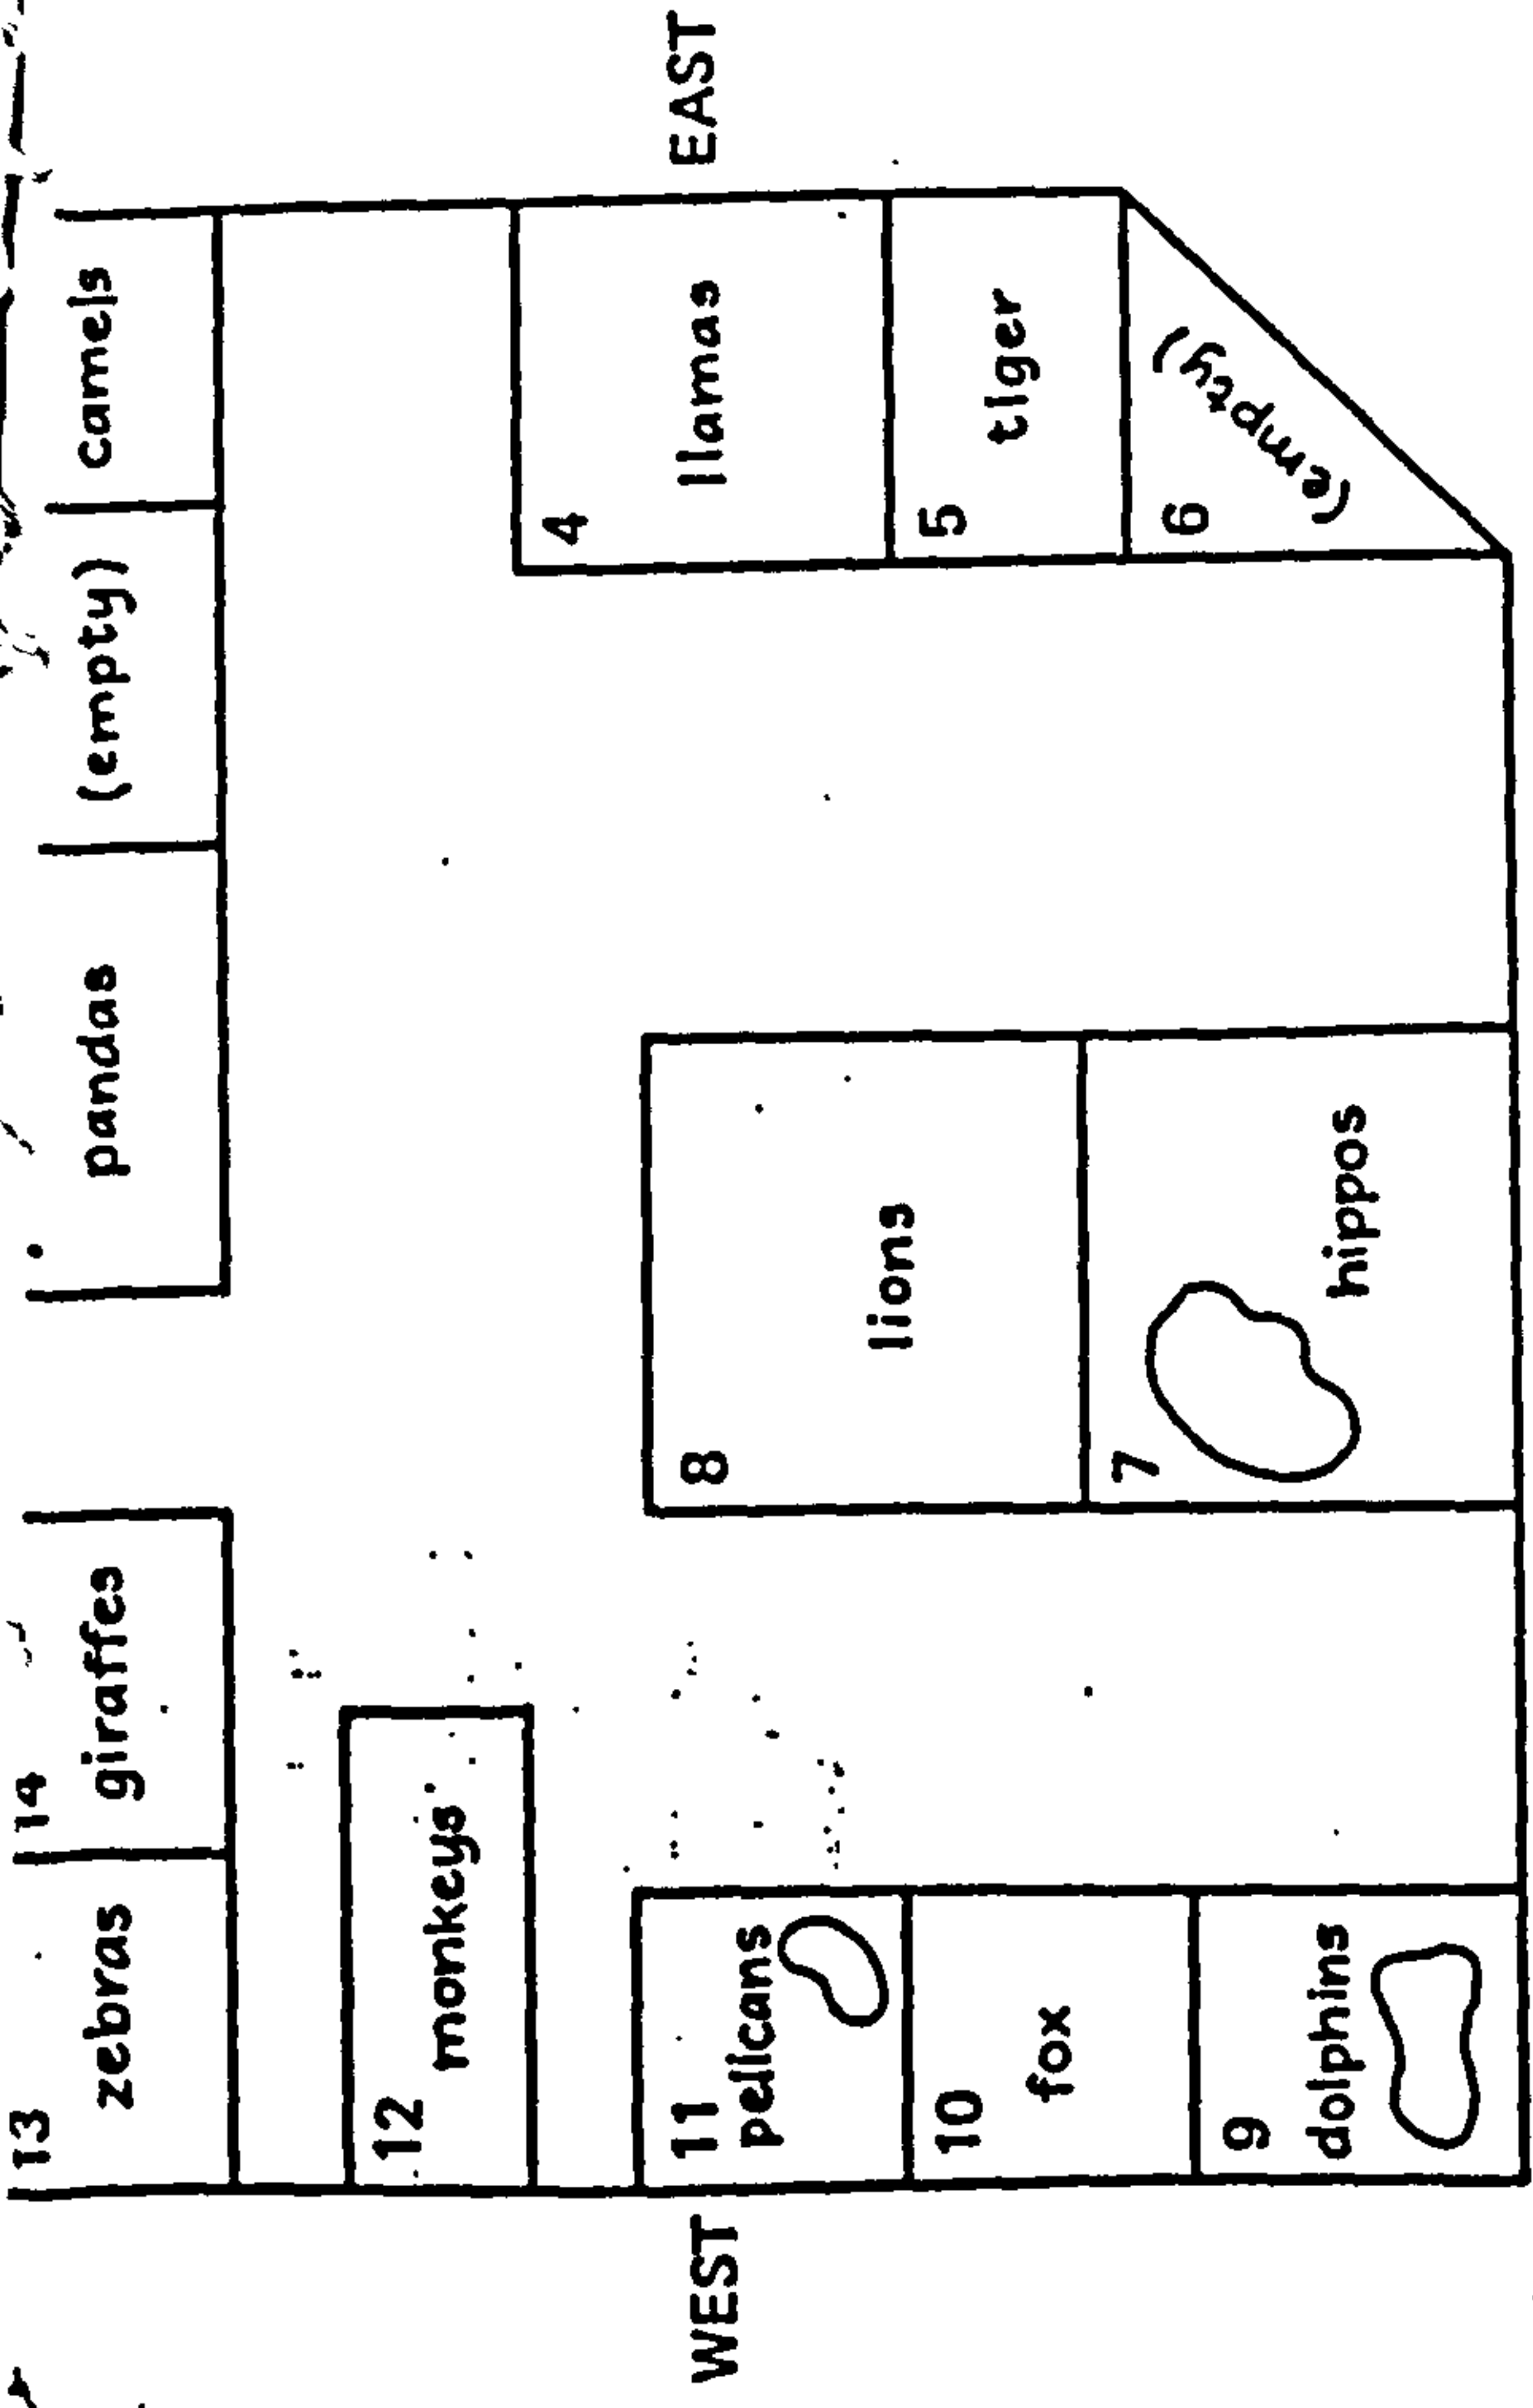 13
zebras
14
giraffes
pandas
(empty)
camels
12
monkeys
4
llamas
EAST
WEST
11
pelicans
8
lions
5
tiger
10
fox
7
hippos
6
(empty)
9
dolphins